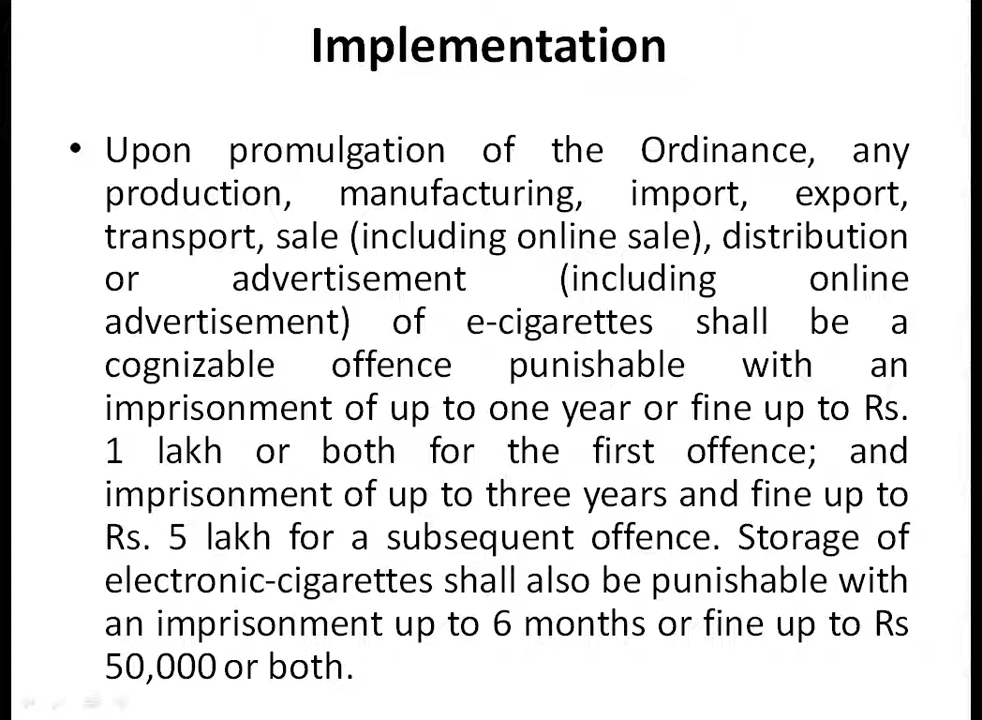 Implementation
• Upon promulgation of the Ordinance, any
production, manufacturing, import, export,
transport, sale (including online sale), distribution
or advertisement (including online
advertisement) of e-cigarettes shall be a
cognizable offence punishable with an
imprisonment of up to one year or fine up to Rs.
1 lakh or both for the first offence; and
imprisonment of up to three years and fine up to
Rs. 5 lakh for a subsequent offence. Storage of
electronic-cigarettes shall also be punishable with
an imprisonment up to 6 months or fine up to Rs
50,000 or both.